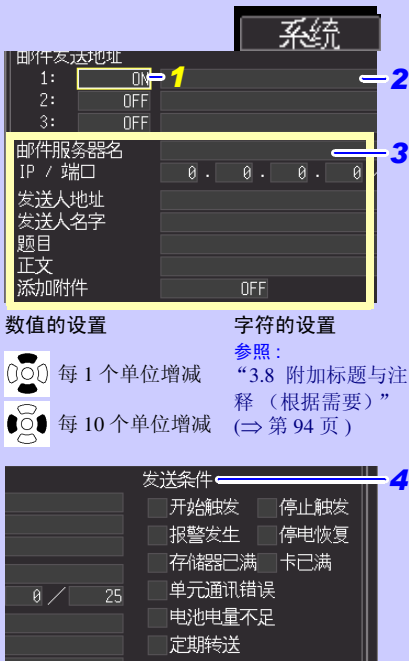 系统
邮件发送地址
1: ON 1 2
2: OFF
3: OFF
邮件服务器名 3
IP / 端口 0 . 0 . 0 . 0
发送人地址
发送人名字
题目
正文
添加附件 OFF
数值的设置
每 1 个单位增减
每 10 个单位增减
字符的设置
参照 :
“3.8 附加标题与注
释 （根据需要）”
(⇒ 第 94 页 )
发送条件 4
开始触发 停止触发
报警发生 停电恢复
存储器已满 卡已满
0 / 25 单元通讯错误
电池电量不足
定期转送